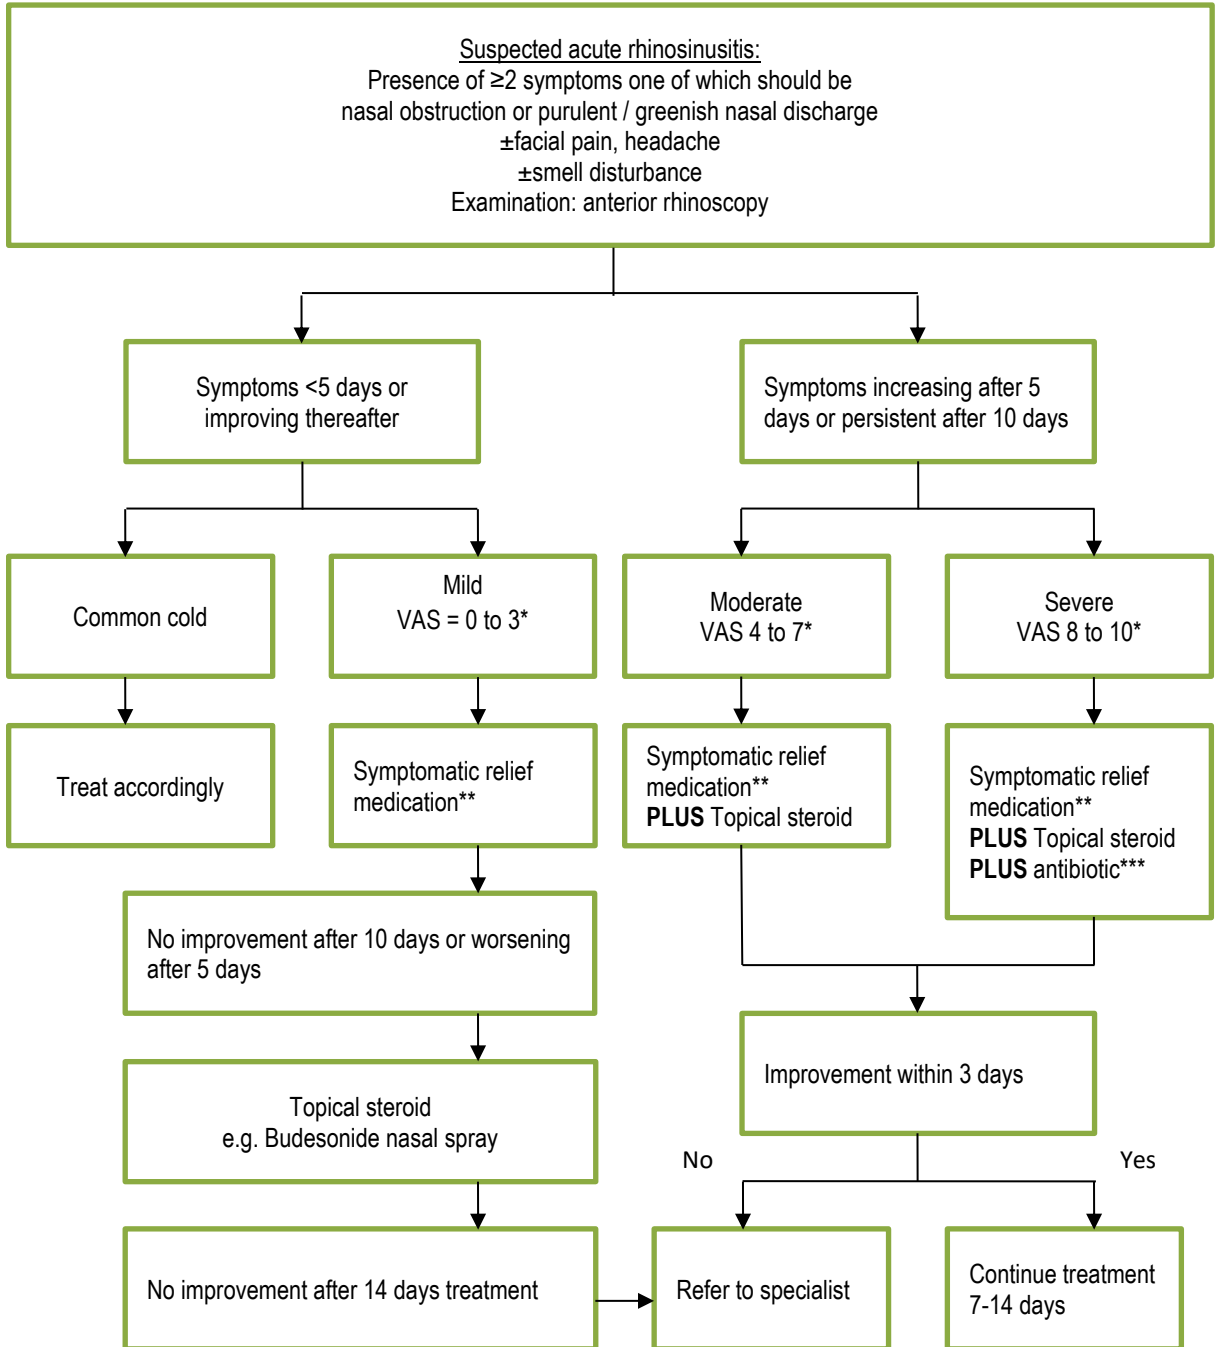 Suspected acute rhinosinusitis:
Presence of ≥2 symptoms one of which should be
nasal obstruction or purulent / greenish nasal discharge
±facial pain, headache
±smell disturbance
Examination: anterior rhinoscopy
Symptoms <5 days or
improving thereafter
Symptoms increasing after 5
days or persistent after 10 days
Common cold
Mild
VAS = 0 to 3*
Moderate
VAS 4 to 7*
Severe
VAS 8 to 10*
Treat accordingly
Symptomatic relief
medication**
Symptomatic relief
medication**
PLUS Topical steroid
Symptomatic relief
medication**
PLUS Topical steroid
PLUS antibiotic***
No improvement after 10 days or worsening
after 5 days
Improvement within 3 days
Topical steroid
e.g. Budesonide nasal spray
No
Yes
No improvement after 14 days treatment
Refer to specialist
Continue treatment
7-14 days